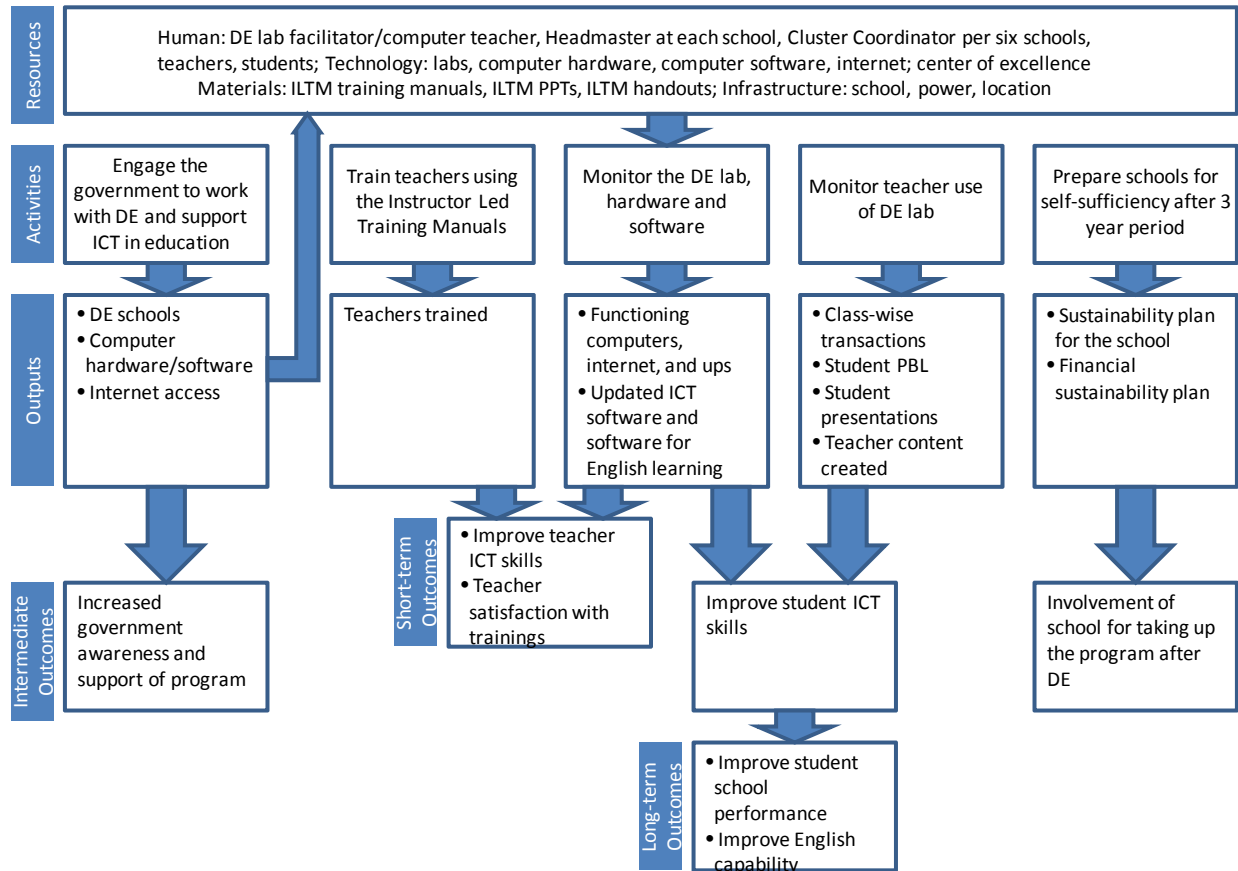 Resources
Human: DE lab facilitator/computer teacher, Headmaster at each school, Cluster Coordinator per six schools,
teachers, students; Technology: labs, computer hardware, computer software, internet; center of excellence
Materials: ILTM training manuals, ILTM PPTs, ILTM handouts; Infrastructure: school, power, location
Activities
Engage the
government to work
with DE and support
ICT in education
Train teachers using
the Instructor Led
Training Manuals
Monitor the DE lab,
hardware and
software
Monitor teacher use
of DE lab
Prepare schools for
self-sufficiency after 3
year period
Outputs
• DE schools
• Computer
hardware/software
• Internet access
Teachers trained
• Functioning
computers,
internet, and ups
• Updated ICT
software and
software for
English learning
• Class-wise
transactions
• Student PBL
• Student
presentations
• Teacher content
created
• Sustainability plan
for the school
• Financial
sustainability plan
Short-term
Outcomes
• Improve teacher
ICT skills
• Teacher
satisfaction with
trainings
Intermediate
Outcomes
Increased
government
awareness and
support of program
Improve student ICT
skills
Involvement of
school for taking up
the program after
DE
Long-term
Outcomes
• Improve student
school
performance
• Improve English
capability